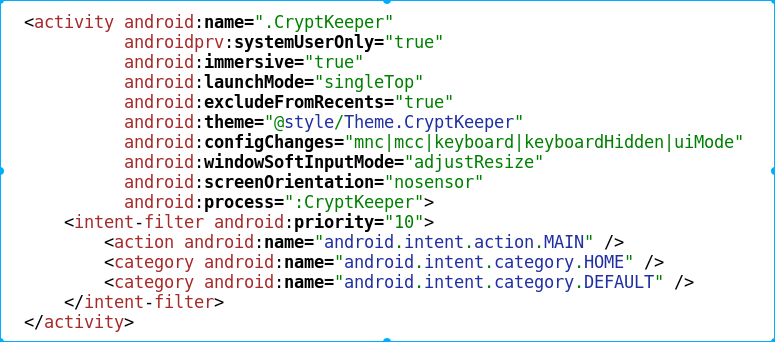 <activity android:name=".CryptKeeper"
          androidprv:systemUserOnly="true"
          android:immersive="true"
          android:launchMode="singleTop"
          android:excludeFromRecents="true"
          android:theme="@style/Theme.CryptKeeper"
          android:configChanges="mnc|mcc|keyboard|keyboardHidden|uiMode"
          android:windowSoftInputMode="adjustResize"
          android:screenOrientation="nosensor"
          android:process=":CryptKeeper">
    <intent-filter android:priority="10">
        <action android:name="android.intent.action.MAIN" />
        <category android:name="android.intent.category.HOME" />
        <category android:name="android.intent.category.DEFAULT" />
    </intent-filter>
</activity>